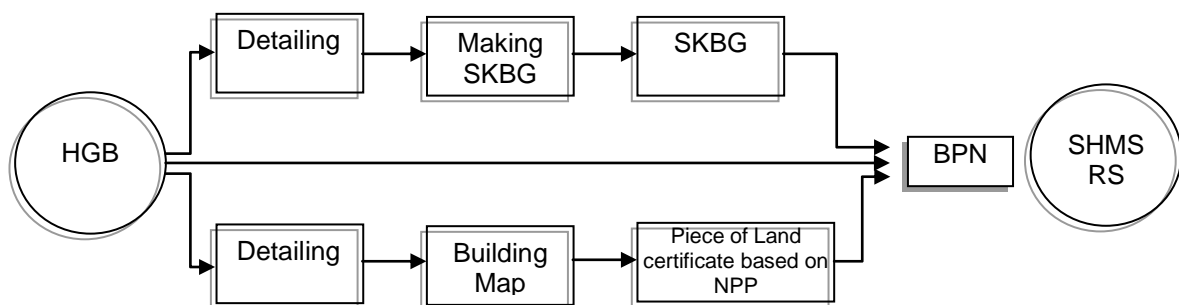 HGB
Detailing
Making
SKBG
SKBG
Detailing
Building
Map
Piece of Land
certificate based on
NPP
BPN
SHMS
RS